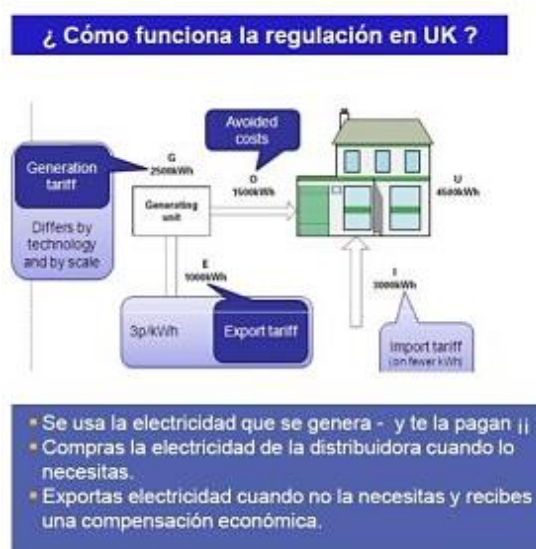 ¿ Cómo funciona la regulación en UK ?
Avoided
costs
Generation
tariff
Differs by
technology
and by scale
G
2500kWh
Generating
unit
O
1500kWh
U
4500kWh
E
1000kWh
3p/kWh
Export tariff
I
3000kWh
Import tariff
(on fewer kWh)
▪ Se usa la electricidad que se genera - y te la pagan ¡¡
▪ Compras la electricidad de la distribuidora cuando lo
necesitas.
▪ Exportas electricidad cuando no la necesitas y recibes
una compensación económica.